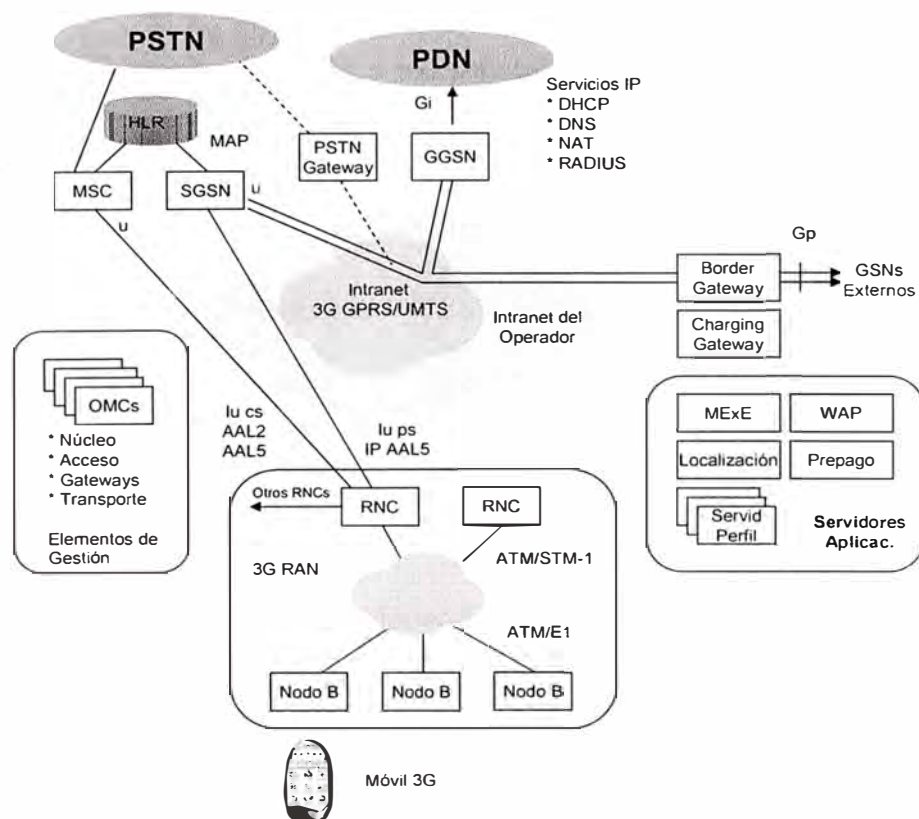 PSTN
PDN
Servicios IP
* DHCP
* DNS
* NAT
* RADIUS
Gi
HLR
MAP
PSTN
Gateway
GGSN
MSC
SGSN
u
u
Gp
Border
Gateway
GSNs
Externos
Intranet
3G GPRS/UMTS
Intranet del
Operador
Charging
Gateway
OMCs
* Núcleo
* Acceso
* Gateways
* Transporte
Elementos de
Gestión
Iu cs
AAL2
AAL5
Iu ps
IP AAL5
MExE
WAP
Localización
Prepago
Servid
Perfil
Servidores
Aplicac.
Otros RNCs
RNC
RNC
3G RAN
ATM/STM-1
ATM/E1
Nodo B
Nodo B
Nodo B
Móvil 3G